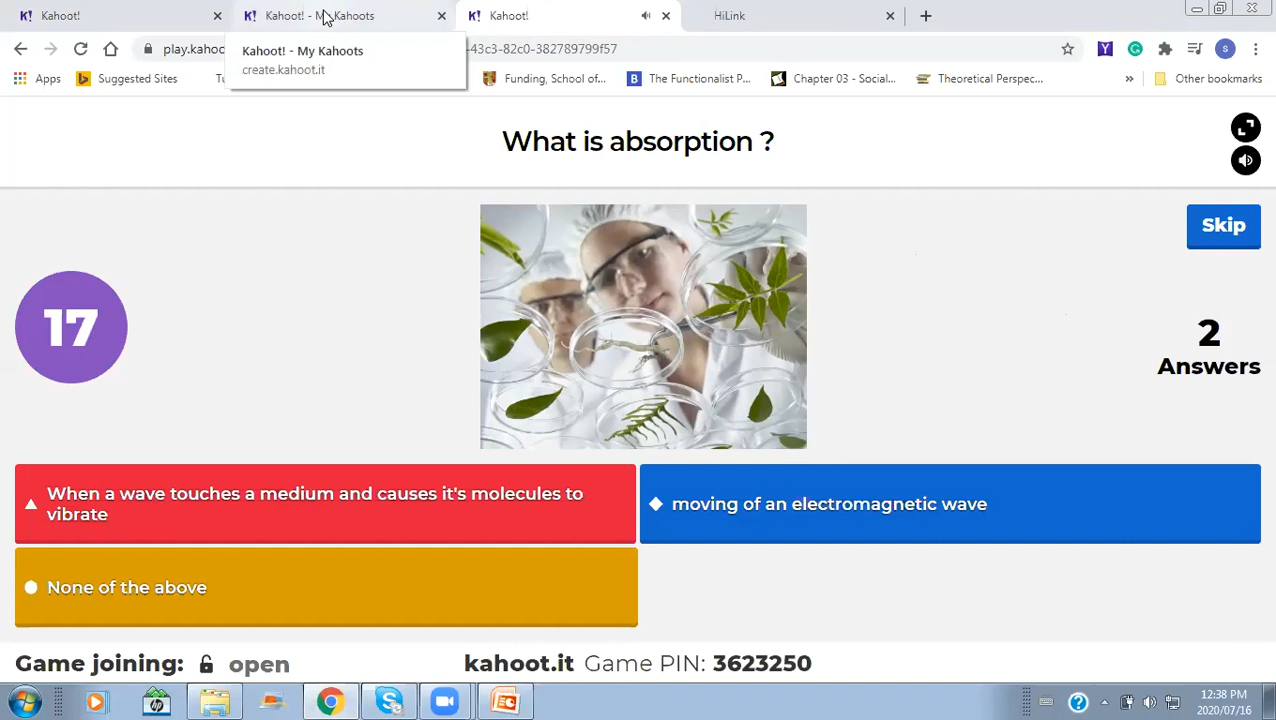 K! Kahoot!
K! Kahoot! - M Kahoots
K! Kahoot!
HiLink
play.kahoo
-43c3-82c0-382789799f57
S
Kahoot! - My Kahoots
create.kahoot.it
Apps
Suggested Sites
Tu
Funding, School of...
B The Functionalist P...
Chapter 03 - Social...
Theoretical Perspec...
»
Other bookmarks
What is absorption ?
Skip
17
2
Answers
When a wave touches a medium and causes it's molecules to
vibrate
moving of an electromagnetic wave
None of the above
Game joining: open
kahoot.it Game PIN: 3623250
12:38 PM
2020/07/16